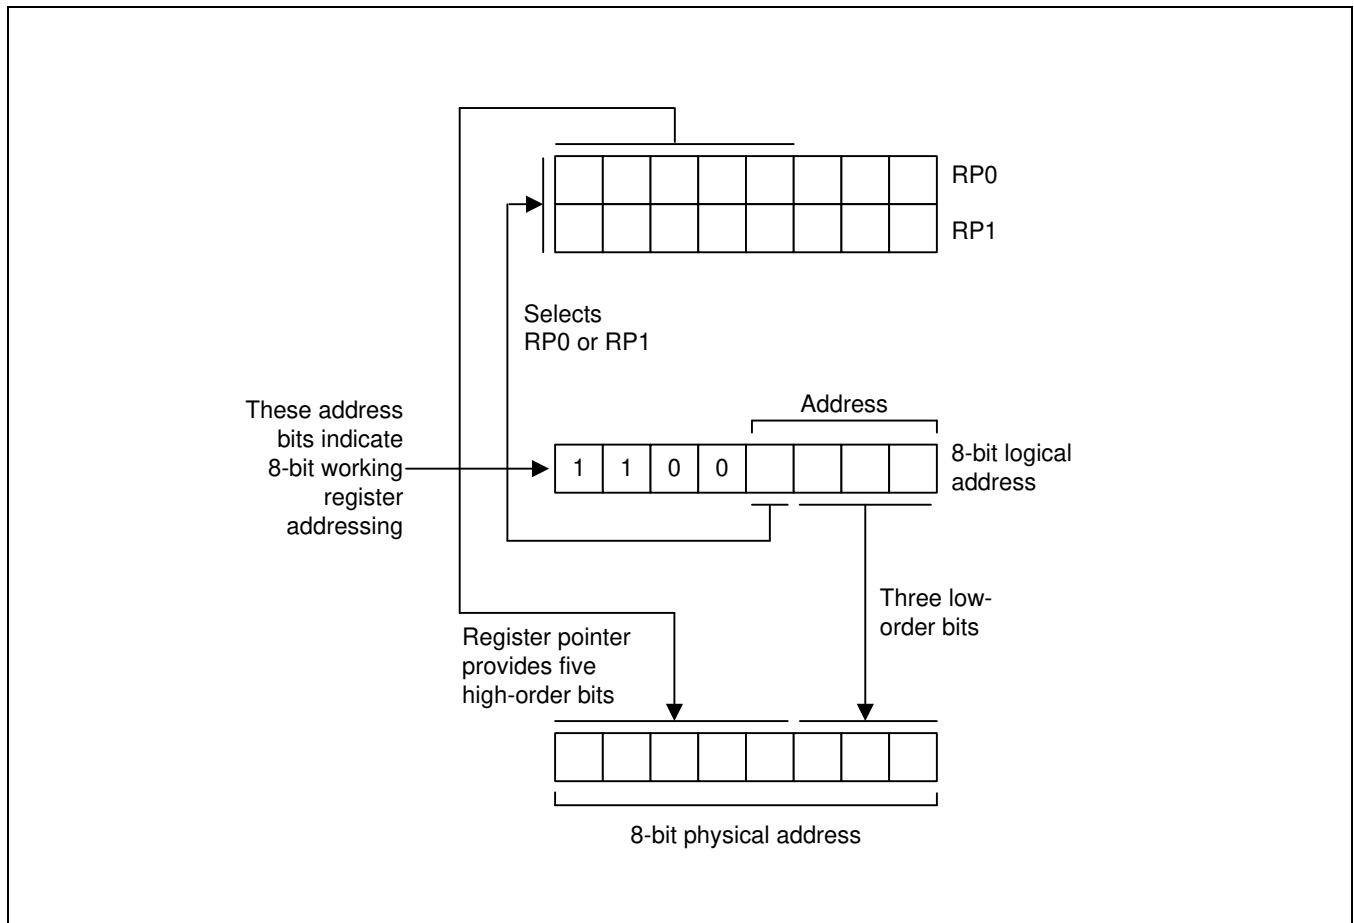 RP0
RP1
Selects
RP0 or RP1
These address
bits indicate
8-bit working
register
addressing
Address
1 1 0 0
8-bit logical
address
Three low-
order bits
Register pointer
provides five
high-order bits
8-bit physical address